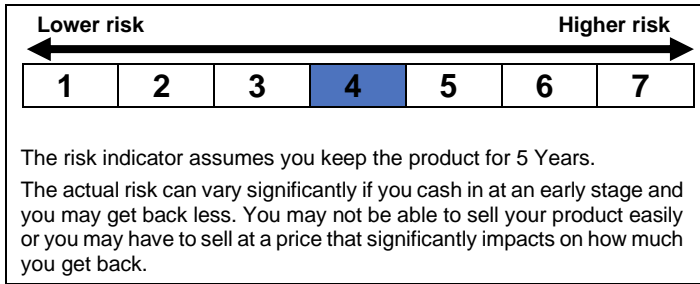 Lower risk Higher risk
1 2 3 4 5 6 7
The risk indicator assumes you keep the product for 5 Years.
The actual risk can vary significantly if you cash in at an early stage and
you may get back less. You may not be able to sell your product easily
or you may have to sell at a price that significantly impacts on how much
you get back.